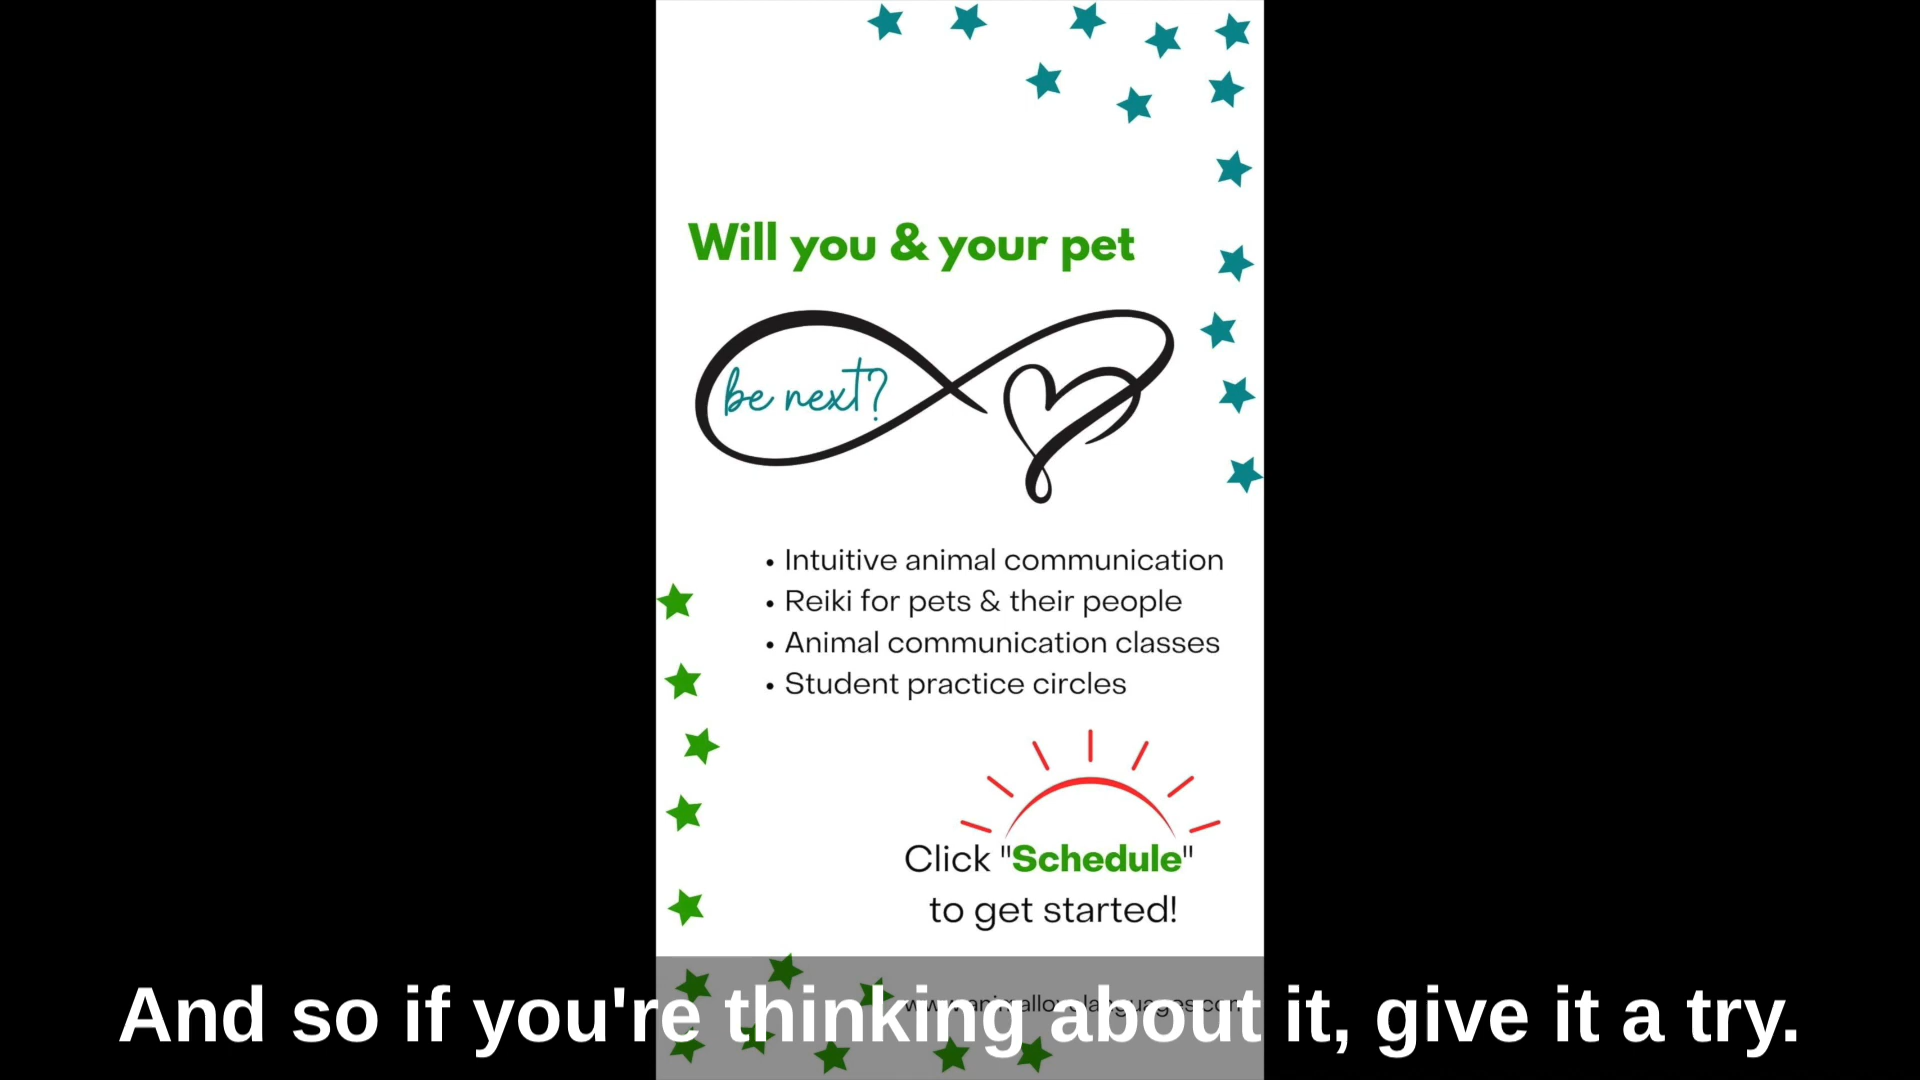 Will you & your pet
be next?
• Intuitive animal communication
• Reiki for pets & their people
• Animal communication classes
• Student practice circles
Click "Schedule"
to get started!
And so if you're thinking about it, give it a try.